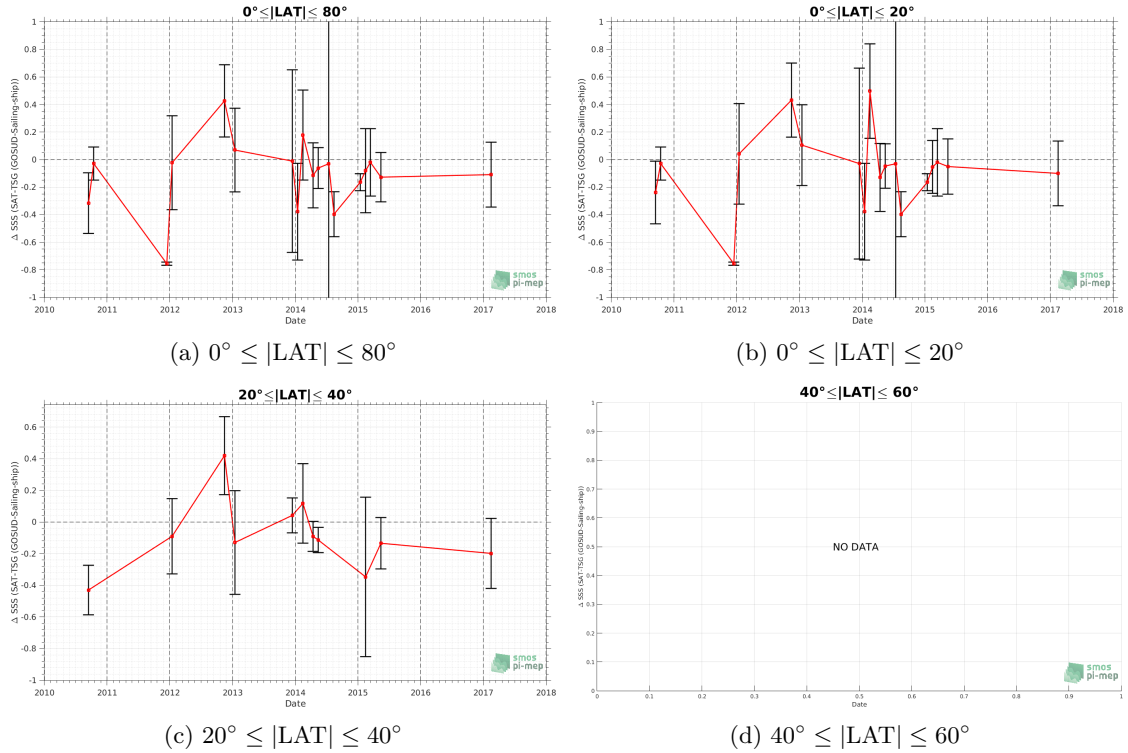 0°≤|LAT|≤ 80°
Δ SSS (SAT-TSG (GOSUD-Sailing-ship))
1
0.8
0.6
0.4
0.2
0
-0.2
-0.4
-0.6
-0.8
-1
2010 2011 2012 2013 2014 2015 2016 2017 2018
Date
smos
pi-mep
(a) 0° ≤ |LAT| ≤ 80°
0°≤|LAT|≤ 20°
Δ SSS (SAT-TSG (GOSUD-Sailing-ship))
1
0.8
0.6
0.4
0.2
0
-0.2
-0.4
-0.6
-0.8
-1
2010 2011 2012 2013 2014 2015 2016 2017 2018
Date
smos
pi-mep
(b) 0° ≤ |LAT| ≤ 20°
20°≤|LAT|≤ 40°
Δ SSS (SAT-TSG (GOSUD-Sailing-ship))
0.6
0.4
0.2
0
-0.2
-0.4
-0.6
-0.8
-1
2010 2011 2012 2013 2014 2015 2016 2017 2018
Date
smos
pi-mep
(c) 20° ≤ |LAT| ≤ 40°
40°≤|LAT|≤ 60°
Δ SSS (SAT-TSG (GOSUD-Sailing-ship))
1
0.9
0.8
0.7
0.6
0.5
0.4
0.3
0.2
0.1
0
NO DATA
0 0.1 0.2 0.3 0.4 0.5 0.6 0.7 0.8 0.9 1
Date
smos
pi-mep
(d) 40° ≤ |LAT| ≤ 60°